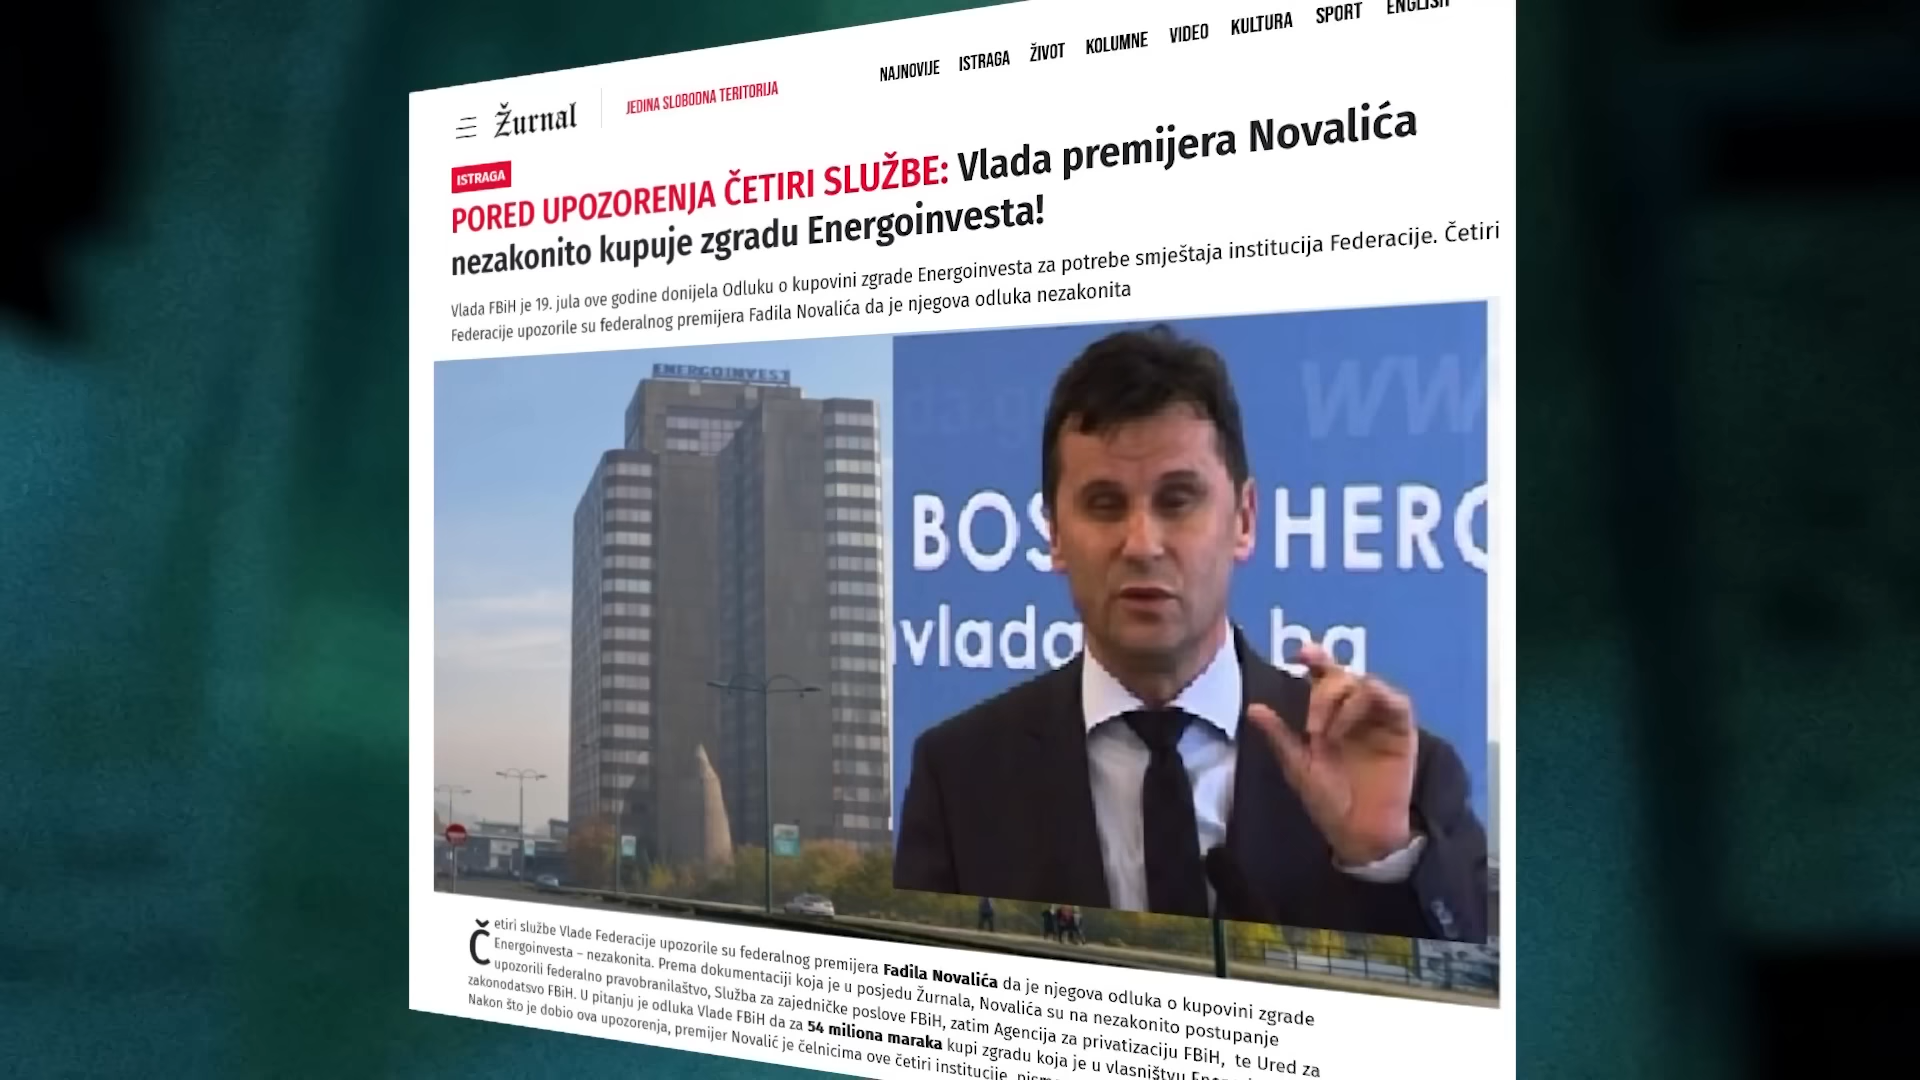 NAJNOVIJE ISTRAGA ŽIVOT KOLUMNE VIDEO KULTURA SPORT ENGLISH
Žurnal JEDINA SLOBODNA TERITORIJA
ISTRAGA
PORED UPOZORENJA ČETIRI SLUŽBE: Vlada premijera Novalića
nezakonito kupuje zgradu Energoinvesta!
Vlada FBiH je 19. jula ove godine donijela Odluku o kupovini zgrade Energoinvesta za potrebe smještaja institucija Federacije. Četiri
Federacije upozorile su federalnog premijera Fadila Novalića da je njegova odluka nezakonita
ENERGOINVEST
WW
da.g
BOS HERC
vlada ba
Četiri službe Vlade Federacije upozorile su federalnog premijera Fadila Novalića da je njegova odluka o kupovini zgrade
Energoinvesta – nezakonita. Prema dokumentaciji koja je u posjedu Žurnala, Novalića su na nezakonito postupanje
upozorili federalno pravobranilaštvo, Služba za zajedničke poslove FBiH, zatim Agencija za privatizaciju FBiH, te Ured za
zakonodatsvo FBiH. U pitanju je odluka Vlade FBiH da za 54 miliona maraka kupi zgradu koja je u vlasništvu
Nakon što je dobio ova upozorenja, premijer Novalić je čelnicima ove četiri institucije,